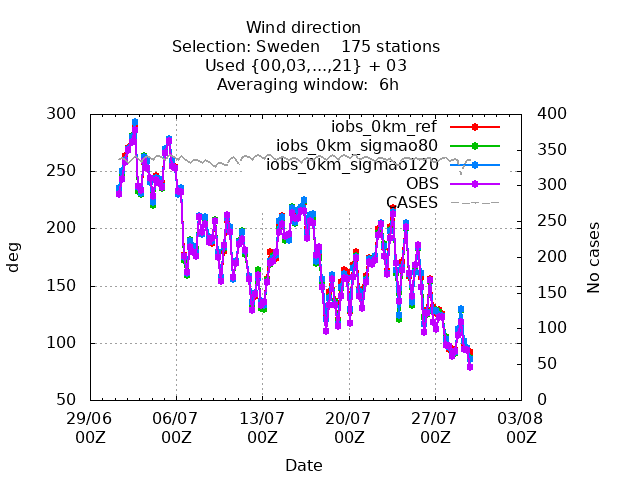 Wind direction
Selection: Sweden    175 stations
Used {00,03,...,21} + 03
Averaging window:  6h
300
400
iobs_0km_ref
350
iobs_0km_sigmao80
250
iobs_0km_sigmao120
300
OBS
CASES
250
200
deg
No cases
200
150
150
100
100
50
50
0
29/06 06/07 13/07 20/07 27/07 03/08
00Z 00Z 00Z 00Z 00Z 00Z
Date